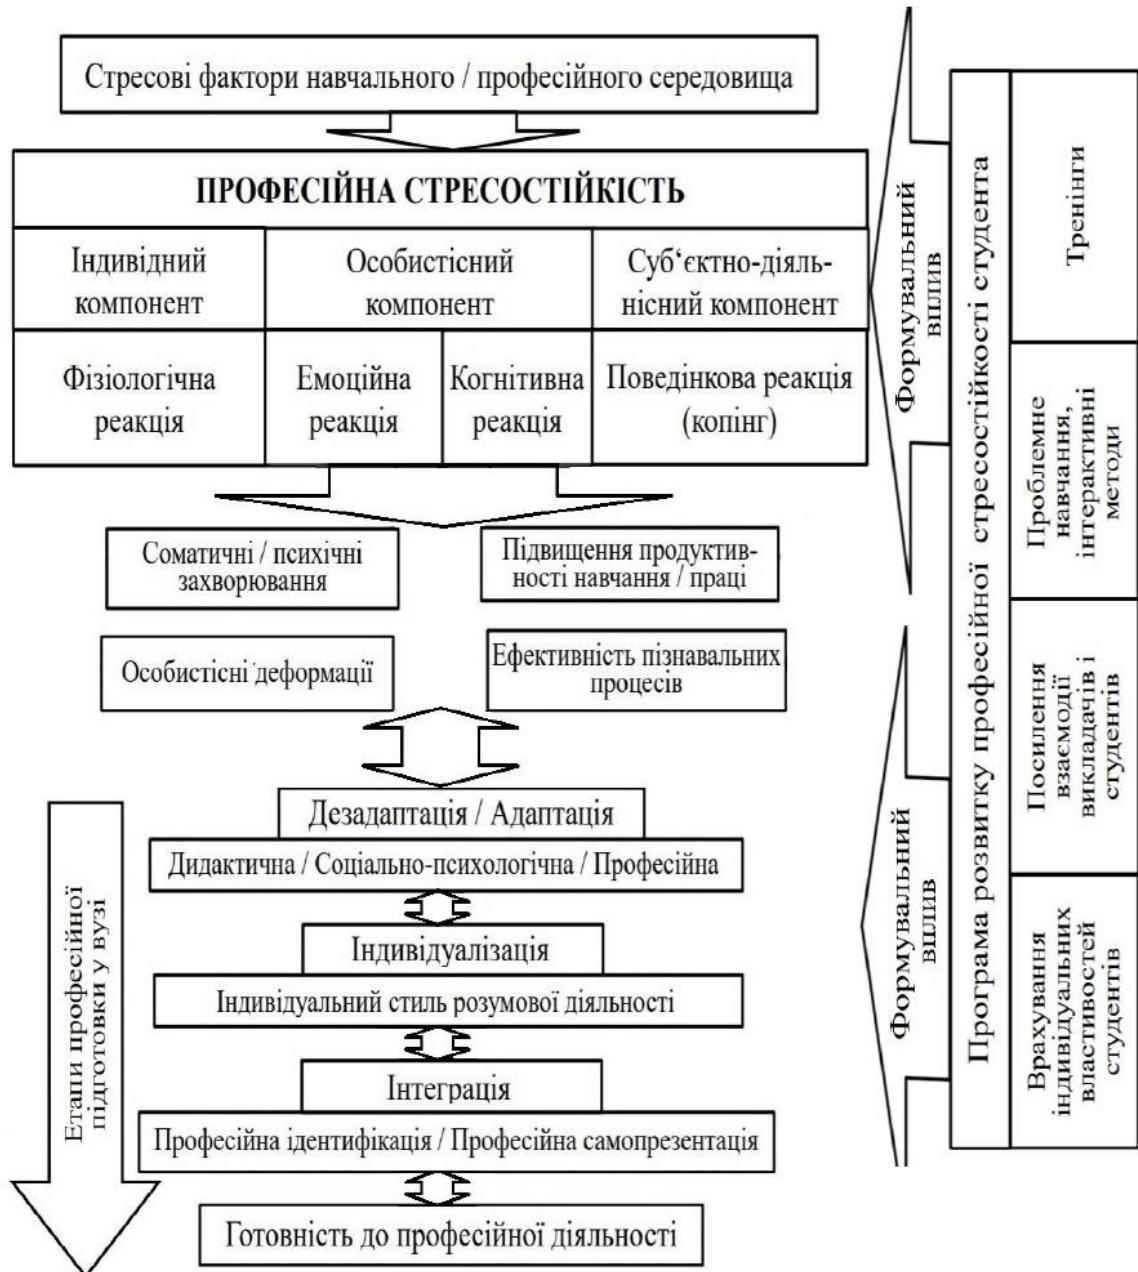 Стресові фактори навчального / професійного середовища
ПРОФЕСІЙНА СТРЕСОСТІЙКІСТЬ
Індивідний
компонент
Особистісний
компонент
Суб‘єктно-діяль-
нісний компонент
Фізіологічна
реакція
Емоційна
реакція
Когнітивна
реакція
Поведінкова реакція
(копінг)
Соматичні / психічні
захворювання
Підвищення продуктив-
ності навчання / праці
Особистісні деформації
Ефективність пізнавальних
процесів
Дезадаптація / Адаптація
Дидактична / Соціально-психологічна / Професійна
Індивідуалізація
Індивідуальний стиль розумової діяльності
Інтеграція
Професійна ідентифікація / Професійна самопрезентація
Готовність до професійної діяльності
Етапи професійної
підготовки у вузі
Формувальний
вплив
Формувальний
вплив
Програма розвитку професійної стресостійкості студента
Тренінги
Проблемне
навчання,
інтерактивні
методи
Посилення
взаємодії
викладачів і
студентів
Врахування
індивідуальних
властивостей
студентів